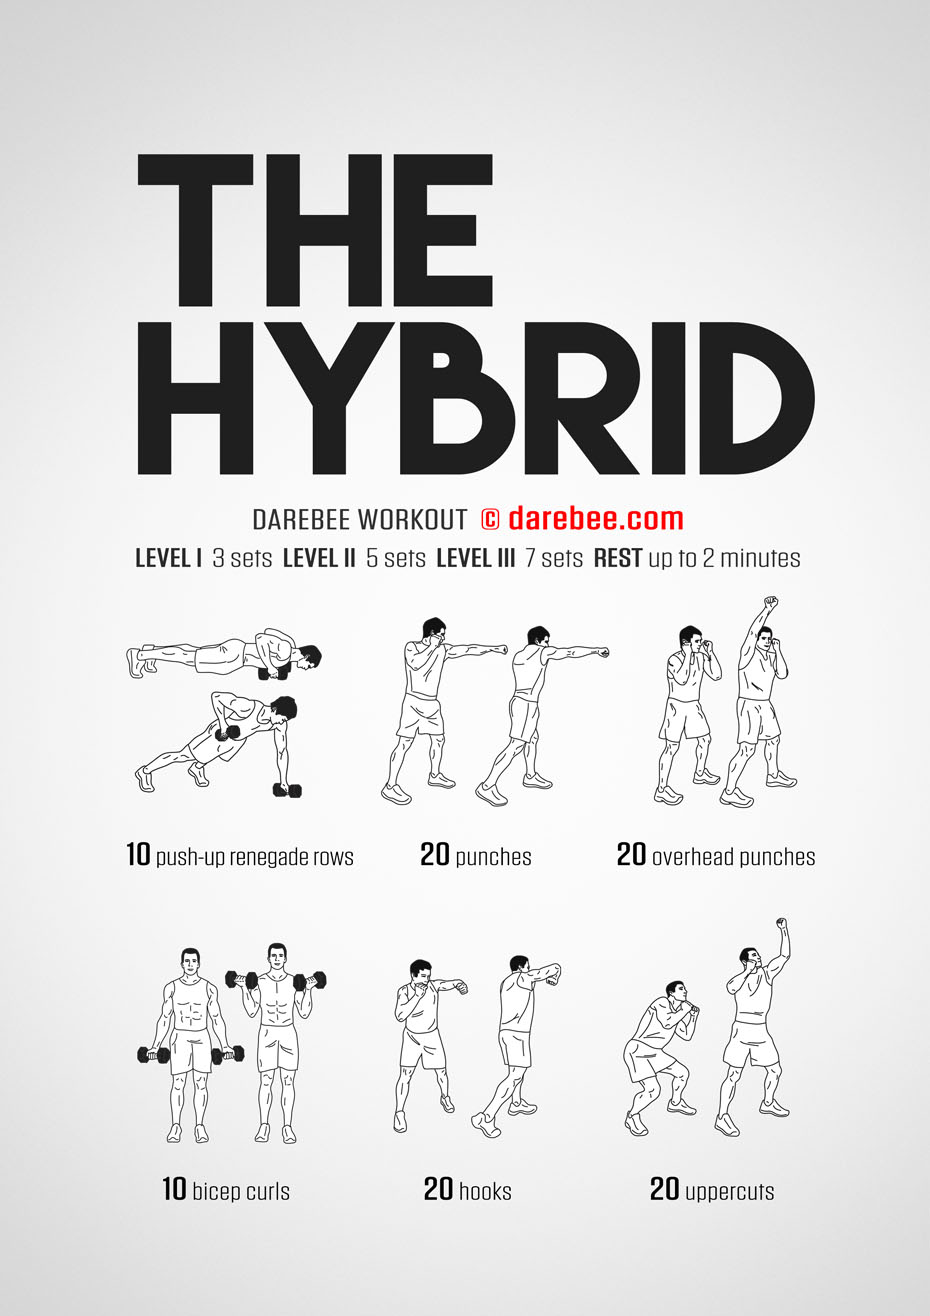 THE
HYBRID
DAREBEE WORKOUT © darebee.com
LEVEL I 3 sets LEVEL II 5 sets LEVEL III 7 sets REST up to 2 minutes
10 push-up renegade rows
20 punches
20 overhead punches
10 bicep curls
20 hooks
20 uppercuts